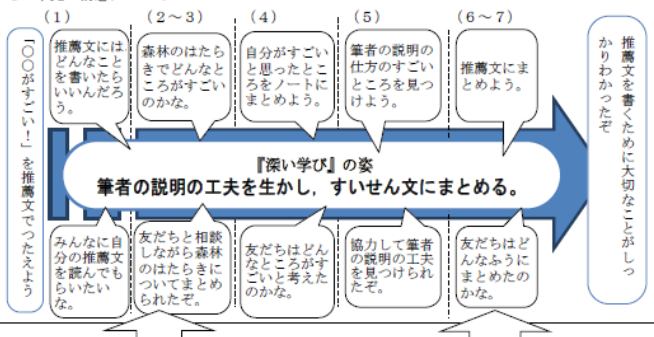 (1)
(2~3)
(4)
(5)
(6~7)
「〇〇がすごい!」を推薦文でつたえよう
推薦文には
どんなこと
を書いたら
いいんだろ
う。
森林のはたら
きでどんなと
ころがすごい
のかな。
自分がすごい
と思ったとこ
ろをノートに
まとめよう。
筆者の説明の
仕方のすごい
ところを見つ
けよう。
推薦文にま
とめよう。
推薦文を書くために大切なことがしっ
かりわかったぞ
『深い学び』の姿
筆者の説明の工夫を生かし,すいせん文にまとめる。
みんなに自
分の推薦文
を読んでも
らいたい
な。
友だちと相談
しながら森林
のはたらきに
ついてまとめ
られたぞ。
友だちはどん
なところがす
ごいと考えた
のかな。
協力して筆者
の説明の工夫
を見つけられ
たぞ。
友だちはど
んなふうに
まとめたの
かな。